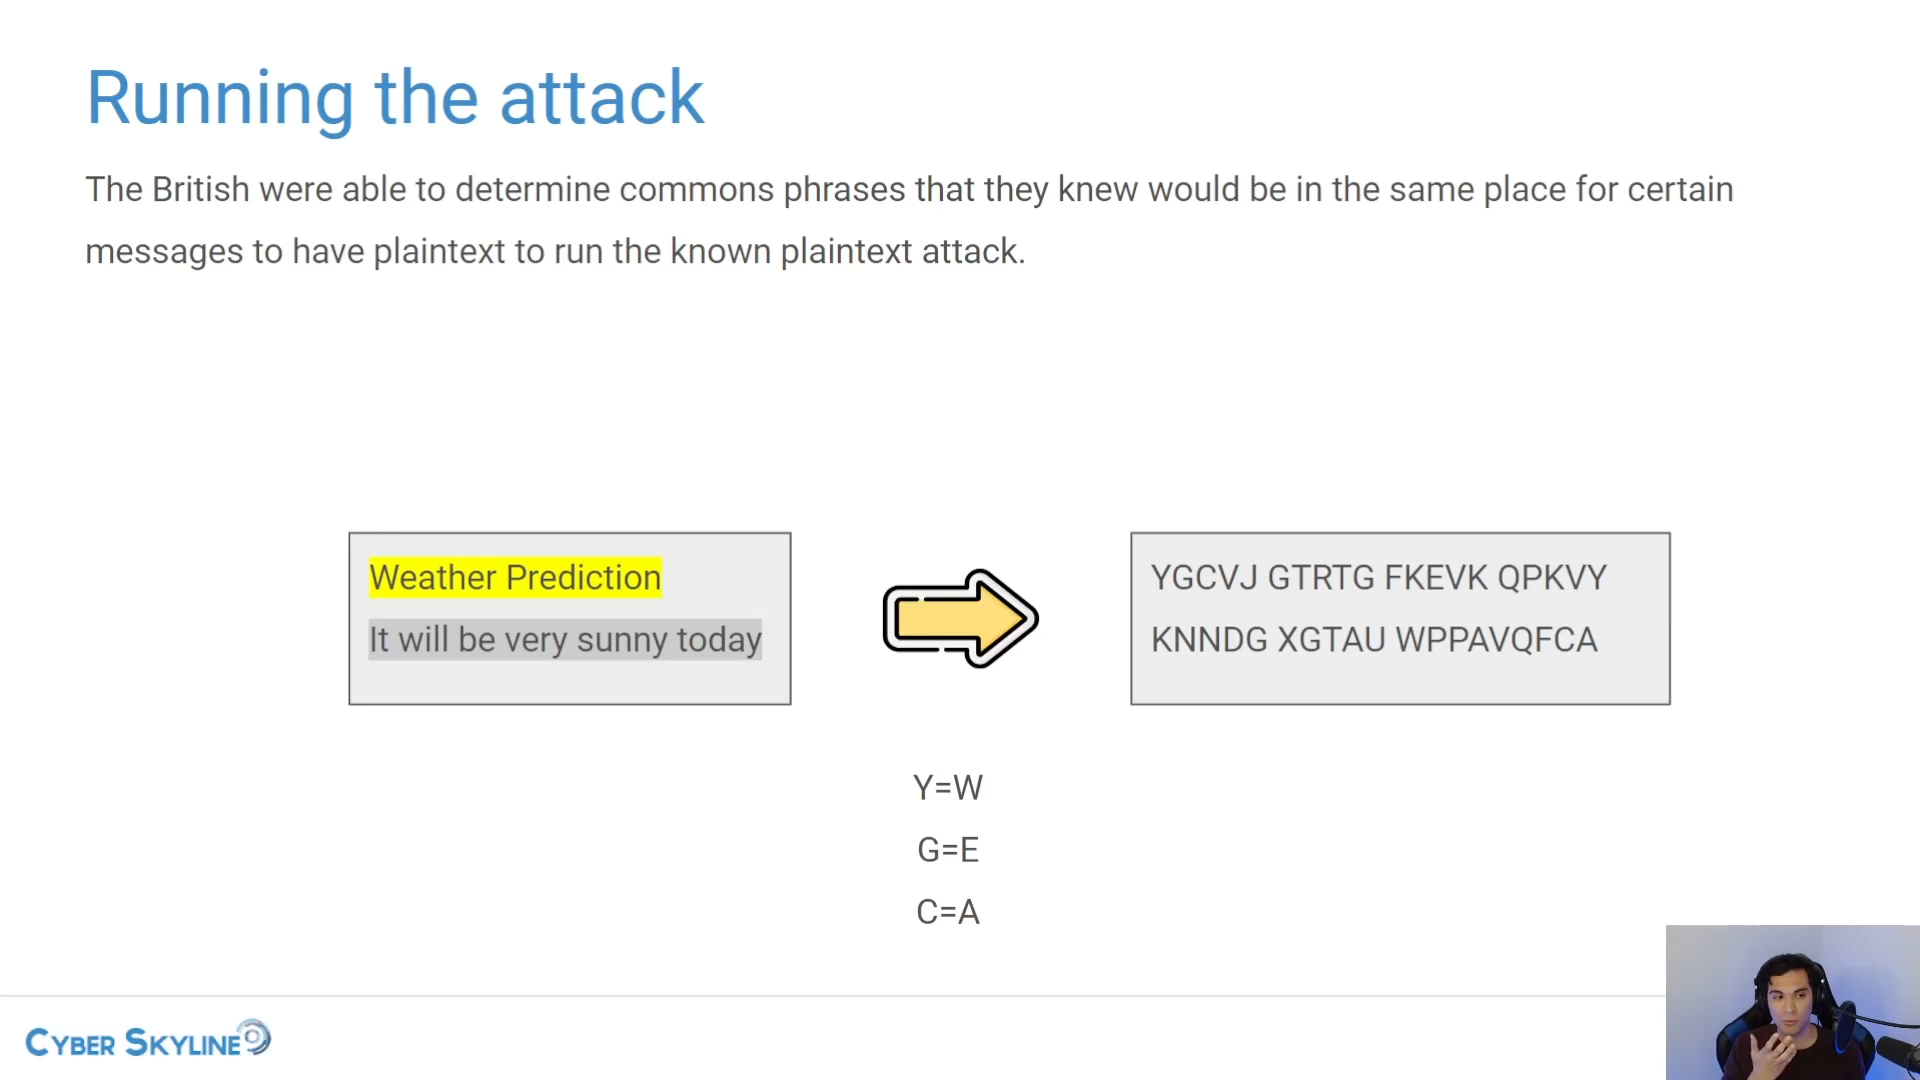 Running the attack
The British were able to determine commons phrases that they knew would be in the same place for certain
messages to have plaintext to run the known plaintext attack.
Weather Prediction
It will be very sunny today
YGCVJ GTRTG FKEVK QPKVY
KNNDG XGTAU WPPAVQFCA
Y=W
G=E
C=A
CYBER SKYLINE